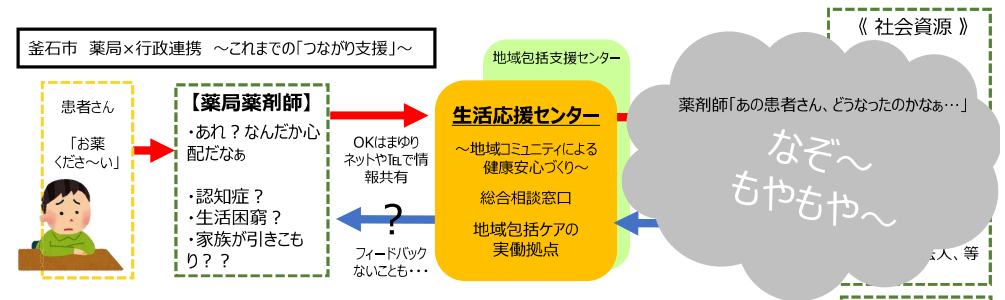 釜石市　薬局×行政連携　～これまでの「つながり支援」～
患者さん
「お薬
くださ～い」
【薬局薬剤師】
・あれ？なんだか心
配だなぁ
・認知症？
・生活困窮？
・家族が引きこも
り？？
OKはまゆり
ネットやTELで情
報共有
？
フィードバック
ないことも・・・
地域包括支援センター
生活応援センター
～地域コミュニティによる
健康安心づくり～
総合相談窓口
地域包括ケアの
実働拠点
《 社会資源 》
薬剤師「あの患者さん、どうなったのかなぁ…」
なぞ～
もやもや～
人、等